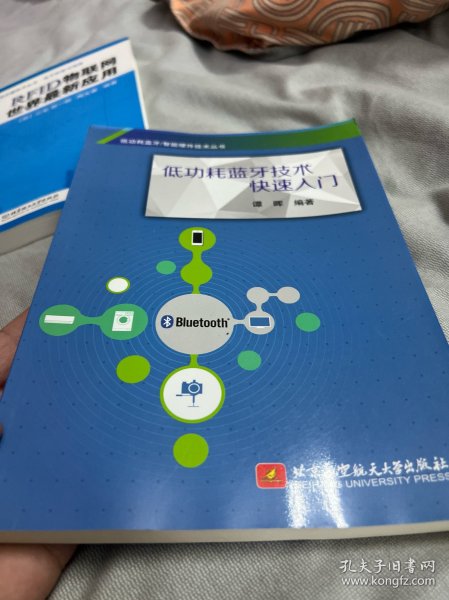 RFID物联网
世界最新应用
低功耗蓝牙/智能硬件技术丛书
低功耗蓝牙技术
快速入门
谭晖 编著
Bluetooth
北京航空航天大学出版社
BEIHANG UNIVERSITY PRESS
孔夫子旧书网
www.kongfz.com